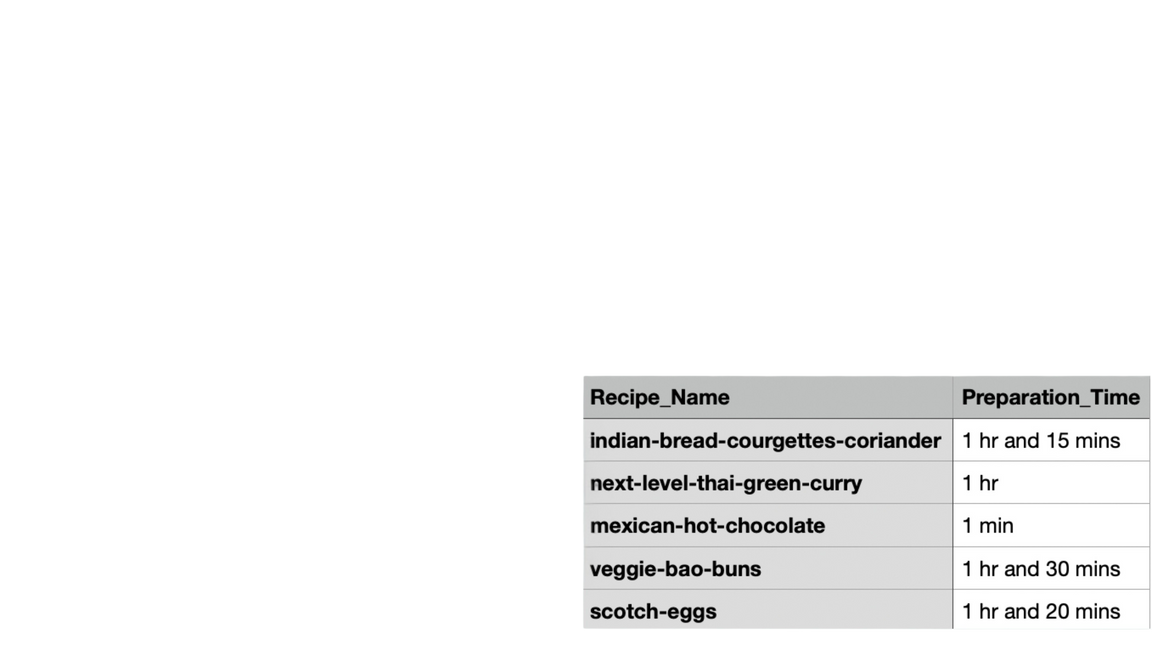 Recipe_Name Preparation_Time
indian-bread-courgettes-coriander 1 hr and 15 mins
next-level-thai-green-curry 1 hr
mexican-hot-chocolate 1 min
veggie-bao-buns 1 hr and 30 mins
scotch-eggs 1 hr and 20 mins